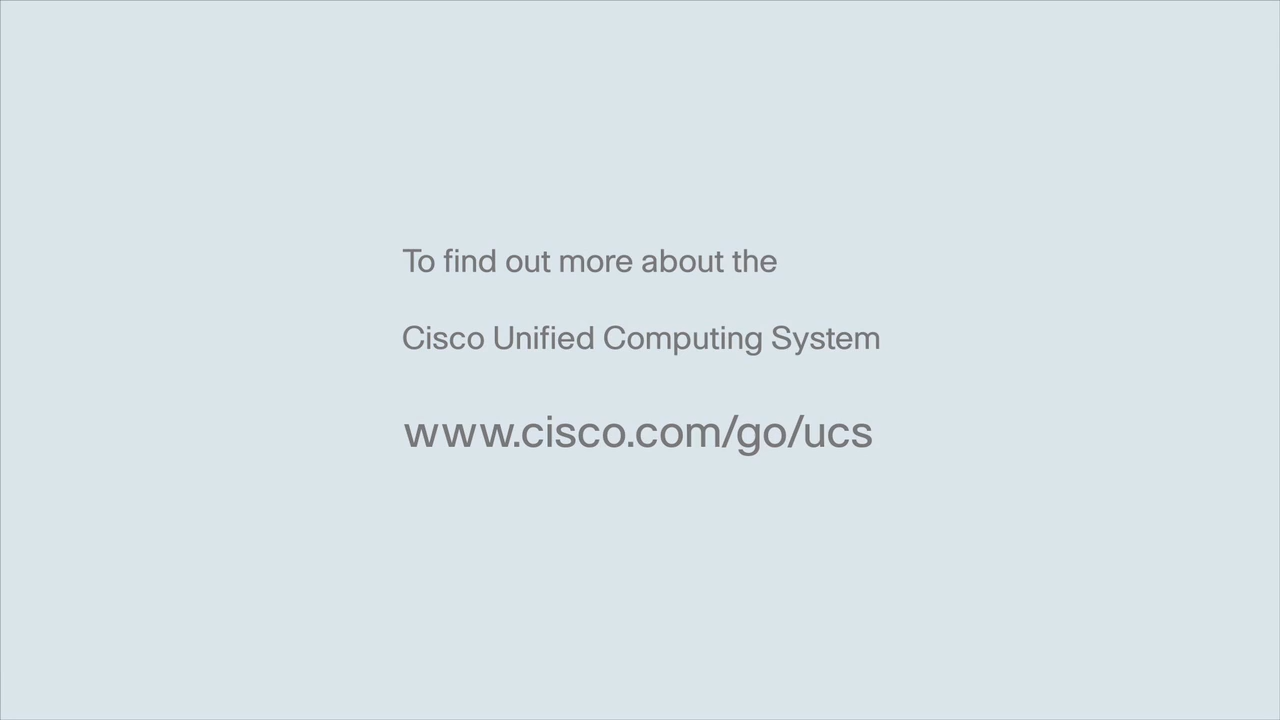 To find out more about the
Cisco Unified Computing System
www.cisco.com/go/ucs